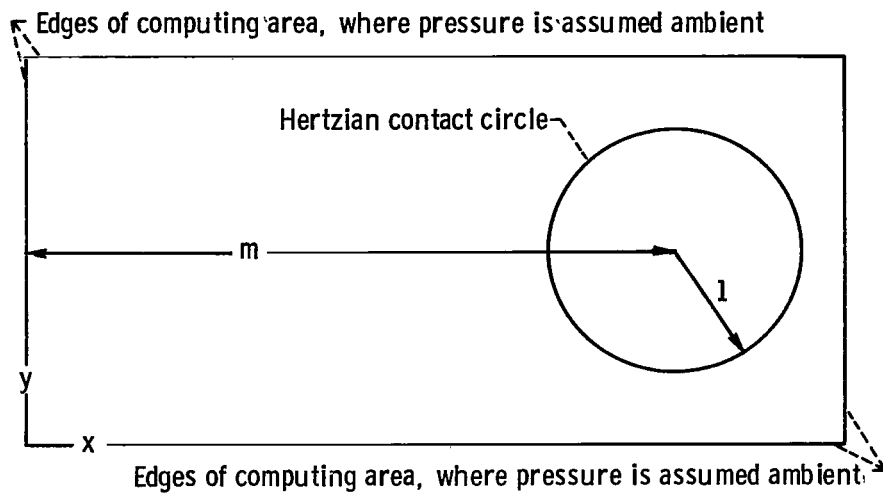 Edges of computing area, where pressure is assumed ambient
Hertzian contact circle
m
1
y
x
Edges of computing area, where pressure is assumed ambient